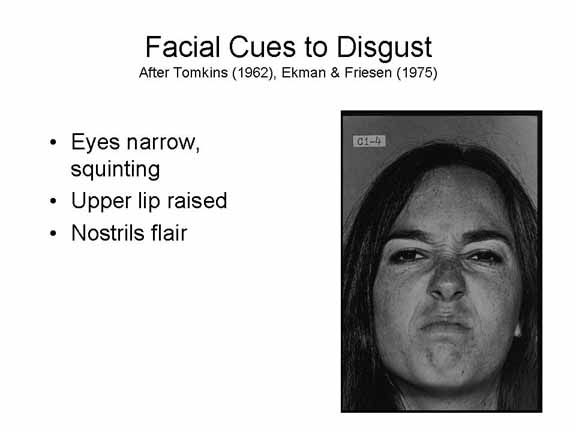 Facial Cues to Disgust
After Tomkins (1962), Ekman & Friesen (1975)
• Eyes narrow,
squinting
• Upper lip raised
• Nostrils flair
C1-4